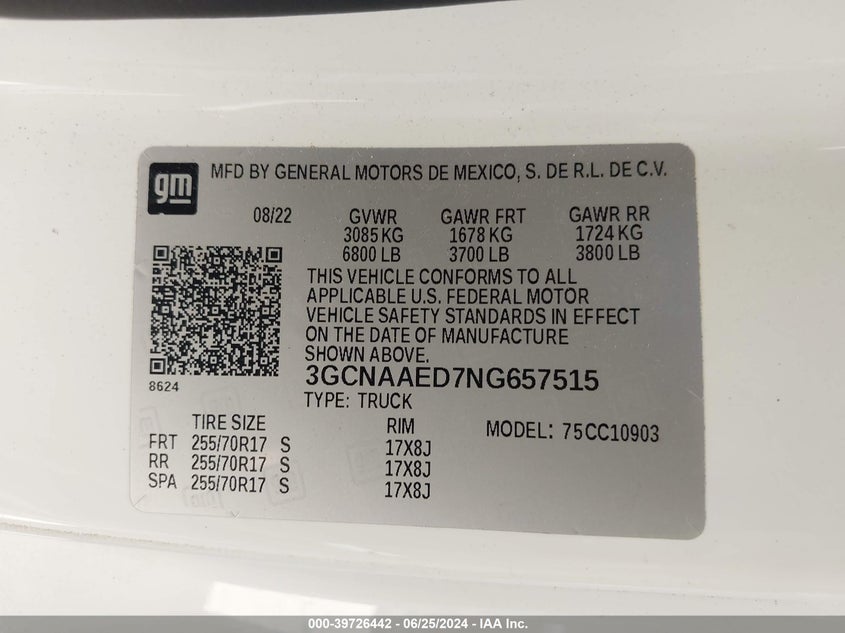 gm
MFD BY GENERAL MOTORS DE MEXICO, S. DE R.L. DE C.V.
08/22 GVWR GAWR FRT GAWR RR
3085 KG 1678 KG 1724 KG
6800 LB 3700 LB 3800 LB
THIS VEHICLE CONFORMS TO ALL
APPLICABLE U.S. FEDERAL MOTOR
VEHICLE SAFETY STANDARDS IN EFFECT
ON THE DATE OF MANUFACTURE
SHOWN ABOVE.
8624
3GCNAAED7NG657515
TYPE: TRUCK
TIRE SIZE RIM MODEL: 75CC10903
FRT 255/70R17 S 17X8J
RR 255/70R17 S 17X8J
SPA 255/70R17 S 17X8J
000-39726442 - 06/25/2024 - IAA Inc.